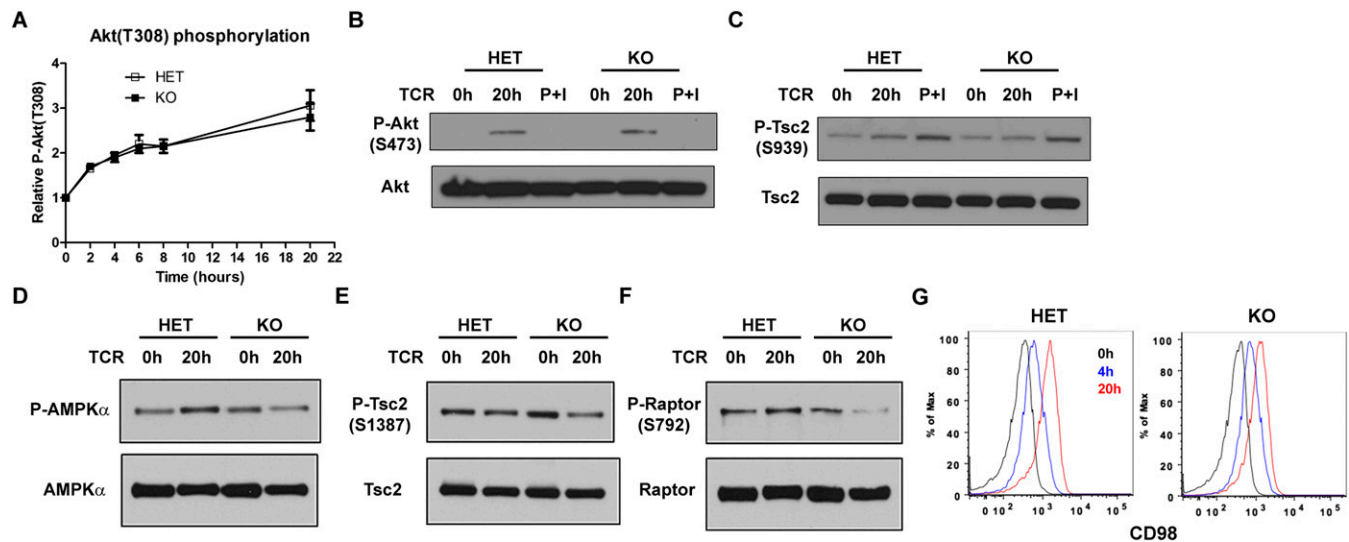 A
Akt(T308) phosphorylation
Relative P-Akt(T308)
4
3
2
1
0
HET
KO
0 2 4 6 8 10 12 14 16 18 20 22
Time (hours)
B
HET KO
TCR 0h 20h P+I 0h 20h P+I
P-Akt
(S473)
Akt
C
HET KO
TCR 0h 20h P+I 0h 20h P+I
P-Tsc2
(S939)
Tsc2
D
HET KO
TCR 0h 20h 0h 20h
P-AMPKα
AMPKα
E
HET KO
TCR 0h 20h 0h 20h
P-Tsc2
(S1387)
Tsc2
F
HET KO
TCR 0h 20h 0h 20h
P-Raptor
(S792)
Raptor
G
HET
0h
4h
20h
% of Max
100
80
60
40
20
0
0 10² 10³ 10⁴ 10⁵
KO
% of Max
100
80
60
40
20
0
0 10² 10³ 10⁴ 10⁵
CD98